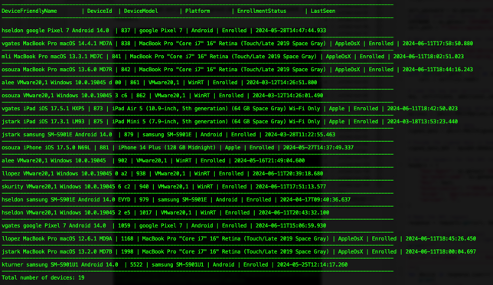 DeviceFriendlyName | DeviceId | DeviceModel | Platform | EnrollmentStatus | LastSeen
hseldon google Pixel 7 Android 14.0 | 837 | google Pixel 7 | Android | Enrolled | 2024-05-28T14:47:44.933
vgates MacBook Pro macOS 14.4.1 MD7A | 838 | MacBook Pro "Core i7" 16" Retina (Touch/Late 2019 Space Gray) | AppleOsX | Enrolled | 2024-06-11T17:58:50.880
mli MacBook Pro macOS 13.3.1 MD7C | 841 | MacBook Pro "Core i7" 16" Retina (Touch/Late 2019 Space Gray) | AppleOsX | Enrolled | 2024-06-11T18:02:51.023
osoura MacBook Pro macOS 13.6.0 MD7R | 842 | MacBook Pro "Core i7" 16" Retina (Touch/Late 2019 Space Gray) | AppleOsX | Enrolled | 2024-06-11T18:44:16.243
alee VMware20,1 Windows 10.0.19045 d 00 | 861 | VMware20,1 | WinRT | Enrolled | 2024-03-12T14:26:51.880
osoura VMware20,1 Windows 10.0.19045 3 c6 | 862 | VMware20,1 | WinRT | Enrolled | 2024-03-12T14:26:01.490
vgates iPad iOS 17.5.1 HXP5 | 873 | iPad Air 5 (10.9-inch, 5th generation) (64 GB Space Gray) Wi-Fi Only | Apple | Enrolled | 2024-06-11T18:42:50.023
jstark iPad iOS 17.3.1 LM93 | 875 | iPad Mini 5 (7.9-inch, 5th generation) (64 GB Space Gray) Wi-Fi Only | Apple | Enrolled | 2024-03-18T13:53:23.440
jstark samsung SM-S901E Android 14.0 | 879 | samsung SM-S901E | Android | Enrolled | 2024-03-28T11:22:55.463
osoura iPhone iOS 17.5.0 N69L | 881 | iPhone 14 Plus (128 GB Midnight) | Apple | Enrolled | 2024-05-27T14:37:49.337
alee VMware20,1 Windows 10.0.19045 | 902 | VMware20,1 | WinRT | Enrolled | 2024-05-16T21:49:04.600
llopez VMware20,1 Windows 10.0.19045 0 a2 | 938 | VMware20,1 | WinRT | Enrolled | 2024-06-11T20:39:18.680
skurity VMware20,1 Windows 10.0.19045 6 c2 | 940 | VMware20,1 | WinRT | Enrolled | 2024-06-11T17:51:13.577
hseldon samsung SM-S901E Android 14.0 EVYD | 979 | samsung SM-S901E | Android | Enrolled | 2024-04-17T09:40:36.637
hseldon VMware20,1 Windows 10.0.19045 2 e5 | 1017 | VMware20,1 | WinRT | Enrolled | 2024-06-11T20:43:32.100
vgates google Pixel 7 Android 14.0 | 1059 | google Pixel 7 | Android | Enrolled | 2024-06-11T15:06:59.930
llopez MacBook Pro macOS 12.6.1 MD9A | 1168 | MacBook Pro "Core i7" 16" Retina (Touch/Late 2019 Space Gray) | AppleOsX | Enrolled | 2024-06-11T18:45:26.450
jstark MacBook Pro macOS 13.2.0 MD7B | 1998 | MacBook Pro "Core i7" 16" Retina (Touch/Late 2019 Space Gray) | AppleOsX | Enrolled | 2024-06-11T18:00:04.697
kturner samsung SM-S901U1 Android 14.0 | 5522 | samsung SM-S901U1 | Android | Enrolled | 2024-05-25T12:14:17.260
Total number of devices: 19